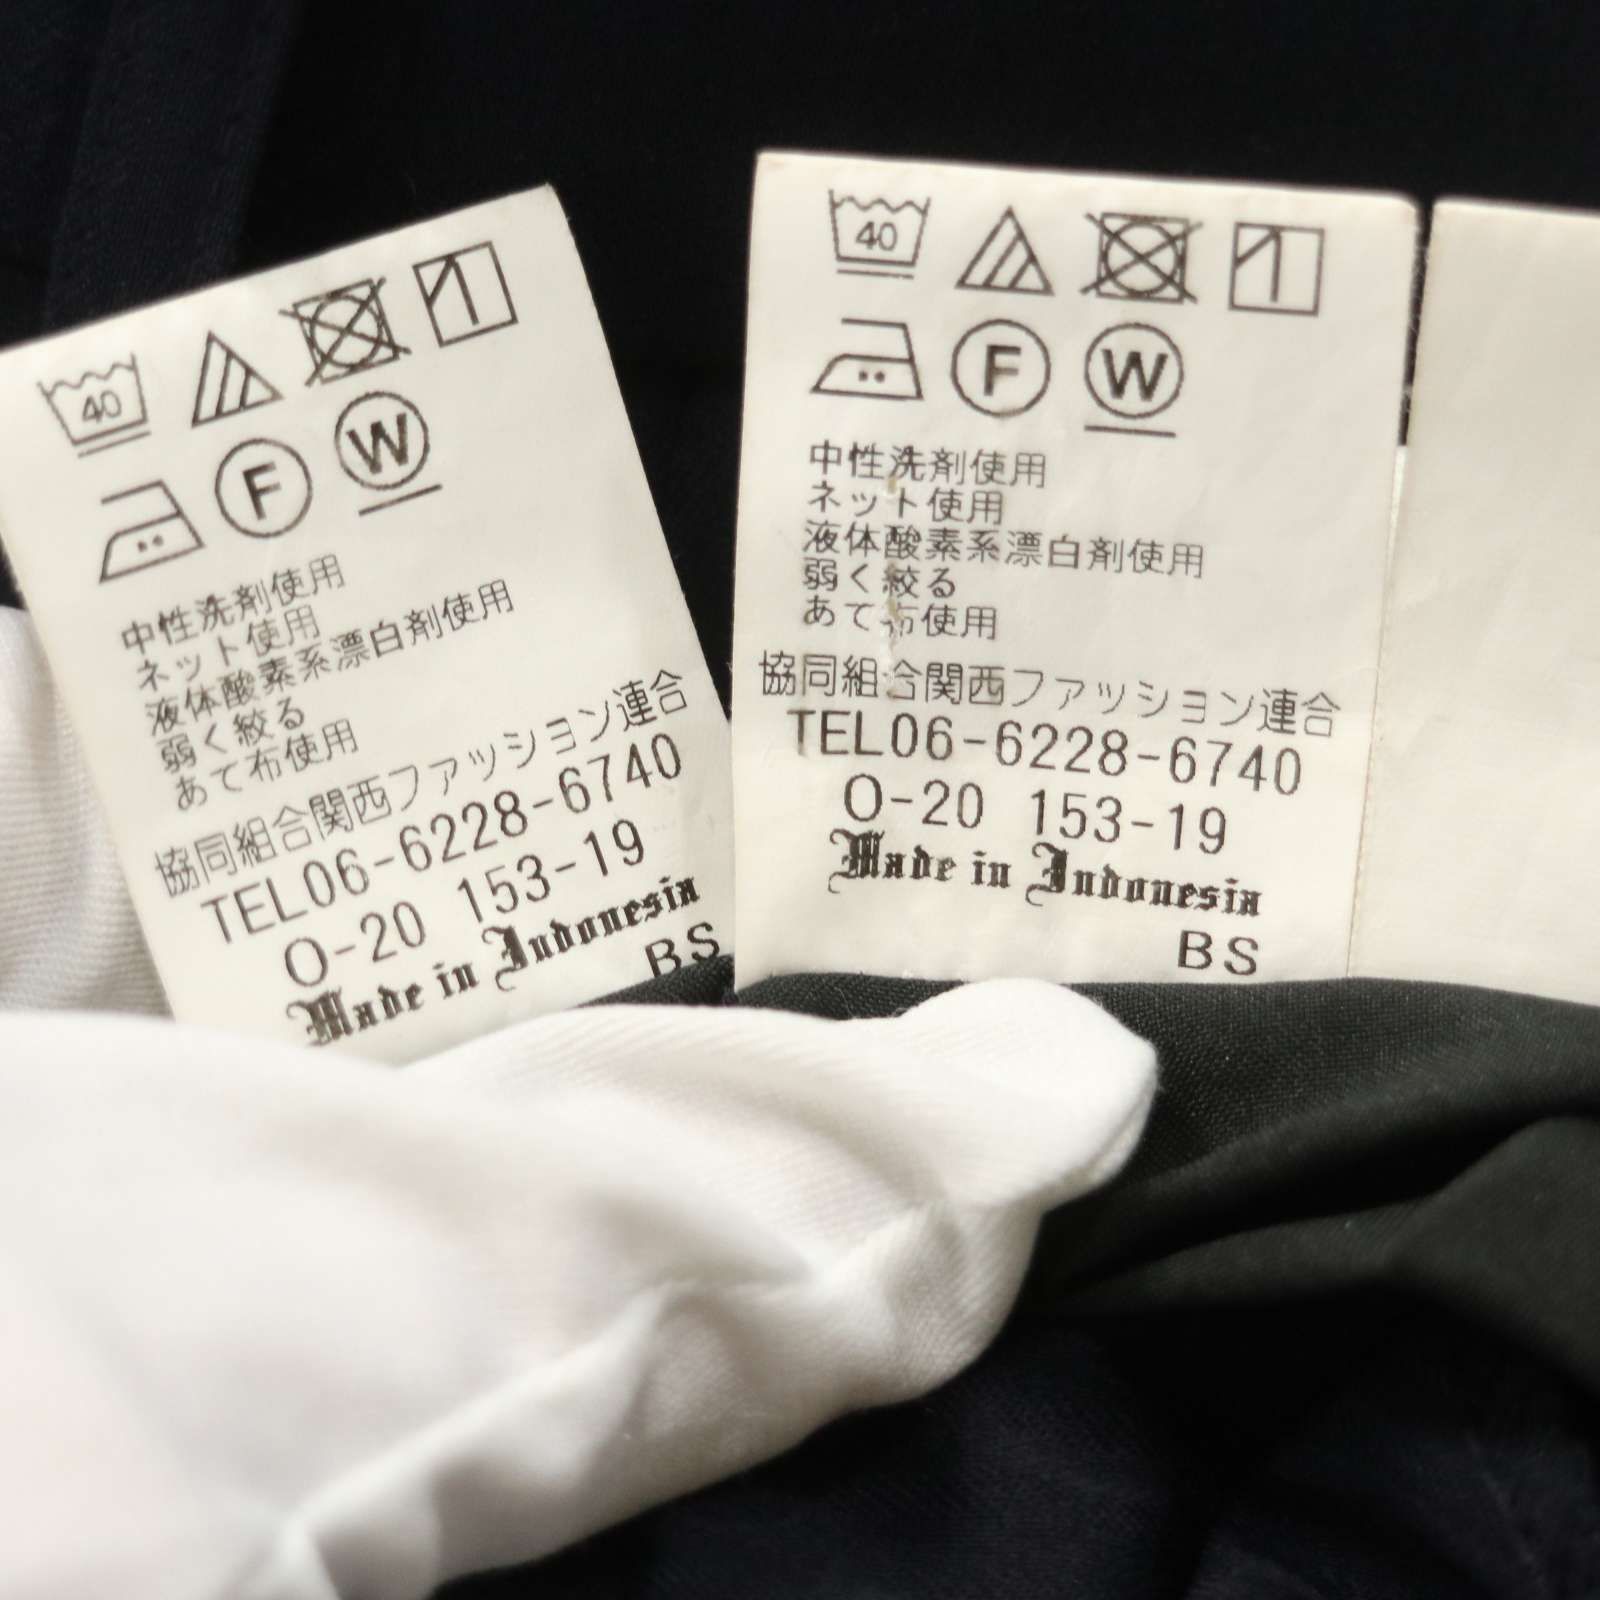 40
F W
中性洗剤使用
ネット使用
液体酸素系漂白剤使用
弱く絞る
あて布使用
協同組合関西ファッション連合
TEL06-6228-6740
O-20 153-19
Made in Indonesia
BS
40
F W
中性洗剤使用
ネット使用
液体酸素系漂白剤使用
弱く絞る
あて布使用
協同組合関西ファッション連合
TEL06-6228-6740
O-20 153-19
Made in Indonesia
BS